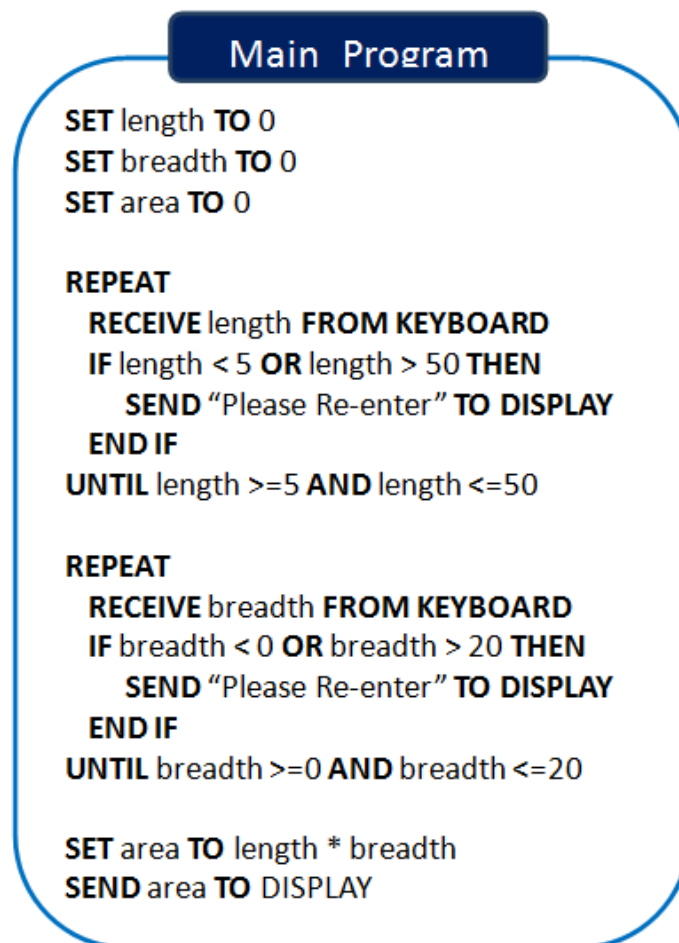 Main Program
SET length TO 0
SET breadth TO 0
SET area TO 0
REPEAT
RECEIVE length FROM KEYBOARD
IF length < 5 OR length > 50 THEN
SEND “Please Re-enter” TO DISPLAY
END IF
UNTIL length >=5 AND length <=50
REPEAT
RECEIVE breadth FROM KEYBOARD
IF breadth < 0 OR breadth > 20 THEN
SEND “Please Re-enter” TO DISPLAY
END IF
UNTIL breadth >=0 AND breadth <=20
SET area TO length * breadth
SEND area TO DISPLAY